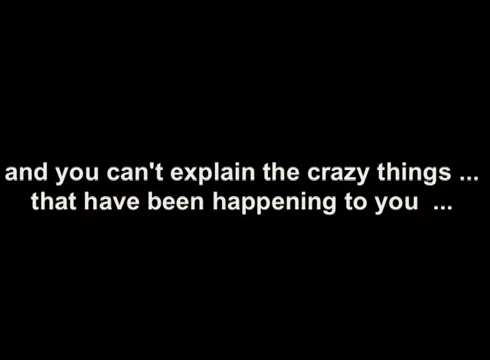 and you can't explain the crazy things ...
that have been happening to you  ...